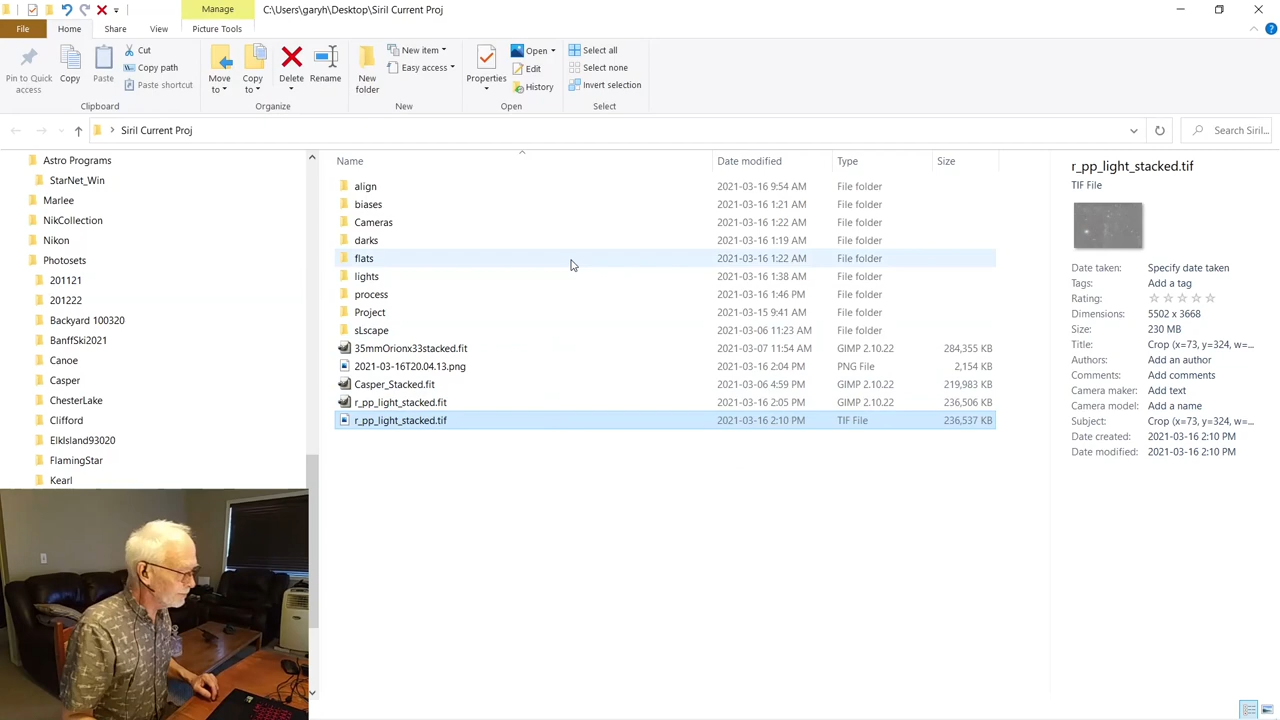 Manage
C:\Users\garyh\Desktop\Siril Current Proj
File
Home
Share
View
Picture Tools
Pin to Quick access
Copy
Paste
Cut
Copy path
Paste shortcut
Clipboard
Move to
Copy to
Delete
Rename
Organize
New folder
New item
Easy access
New
Properties
Open
Edit
History
Open
Select all
Select none
Invert selection
Select
Siril Current Proj
Search Siril...
Astro Programs
StarNet_Win
Marlee
NikCollection
Nikon
Photosets
201121
201222
Backyard 100320
BanffSki2021
Canoe
Casper
ChesterLake
Clifford
ElkIsland93020
FlamingStar
Kearl
Name Date modified Type Size
align 2021-03-16 9:54 AM File folder
biases 2021-03-16 1:21 AM File folder
Cameras 2021-03-16 1:22 AM File folder
darks 2021-03-16 1:19 AM File folder
flats 2021-03-16 1:22 AM File folder
lights 2021-03-16 1:38 AM File folder
process 2021-03-16 1:46 PM File folder
Project 2021-03-15 9:41 AM File folder
sLscape 2021-03-06 11:23 AM File folder
35mmOrionx33stacked.fit 2021-03-07 11:54 AM GIMP 2.10.22 284,355 KB
2021-03-16T20.04.13.png 2021-03-16 2:04 PM PNG File 2,154 KB
Casper_Stacked.fit 2021-03-06 4:59 PM GIMP 2.10.22 219,983 KB
r_pp_light_stacked.fit 2021-03-16 2:05 PM GIMP 2.10.22 236,506 KB
r_pp_light_stacked.tif 2021-03-16 2:10 PM TIF File 236,537 KB
r_pp_light_stacked.tif
TIF File
Date taken: Specify date taken
Tags: Add a tag
Rating:
Dimensions: 5502 x 3668
Size: 230 MB
Title: Crop (x=73, y=324, w=...
Authors: Add an author
Comments: Add comments
Camera maker: Add text
Camera model: Add a name
Subject: Crop (x=73, y=324, w=...
Date created: 2021-03-16 2:10 PM
Date modified: 2021-03-16 2:10 PM